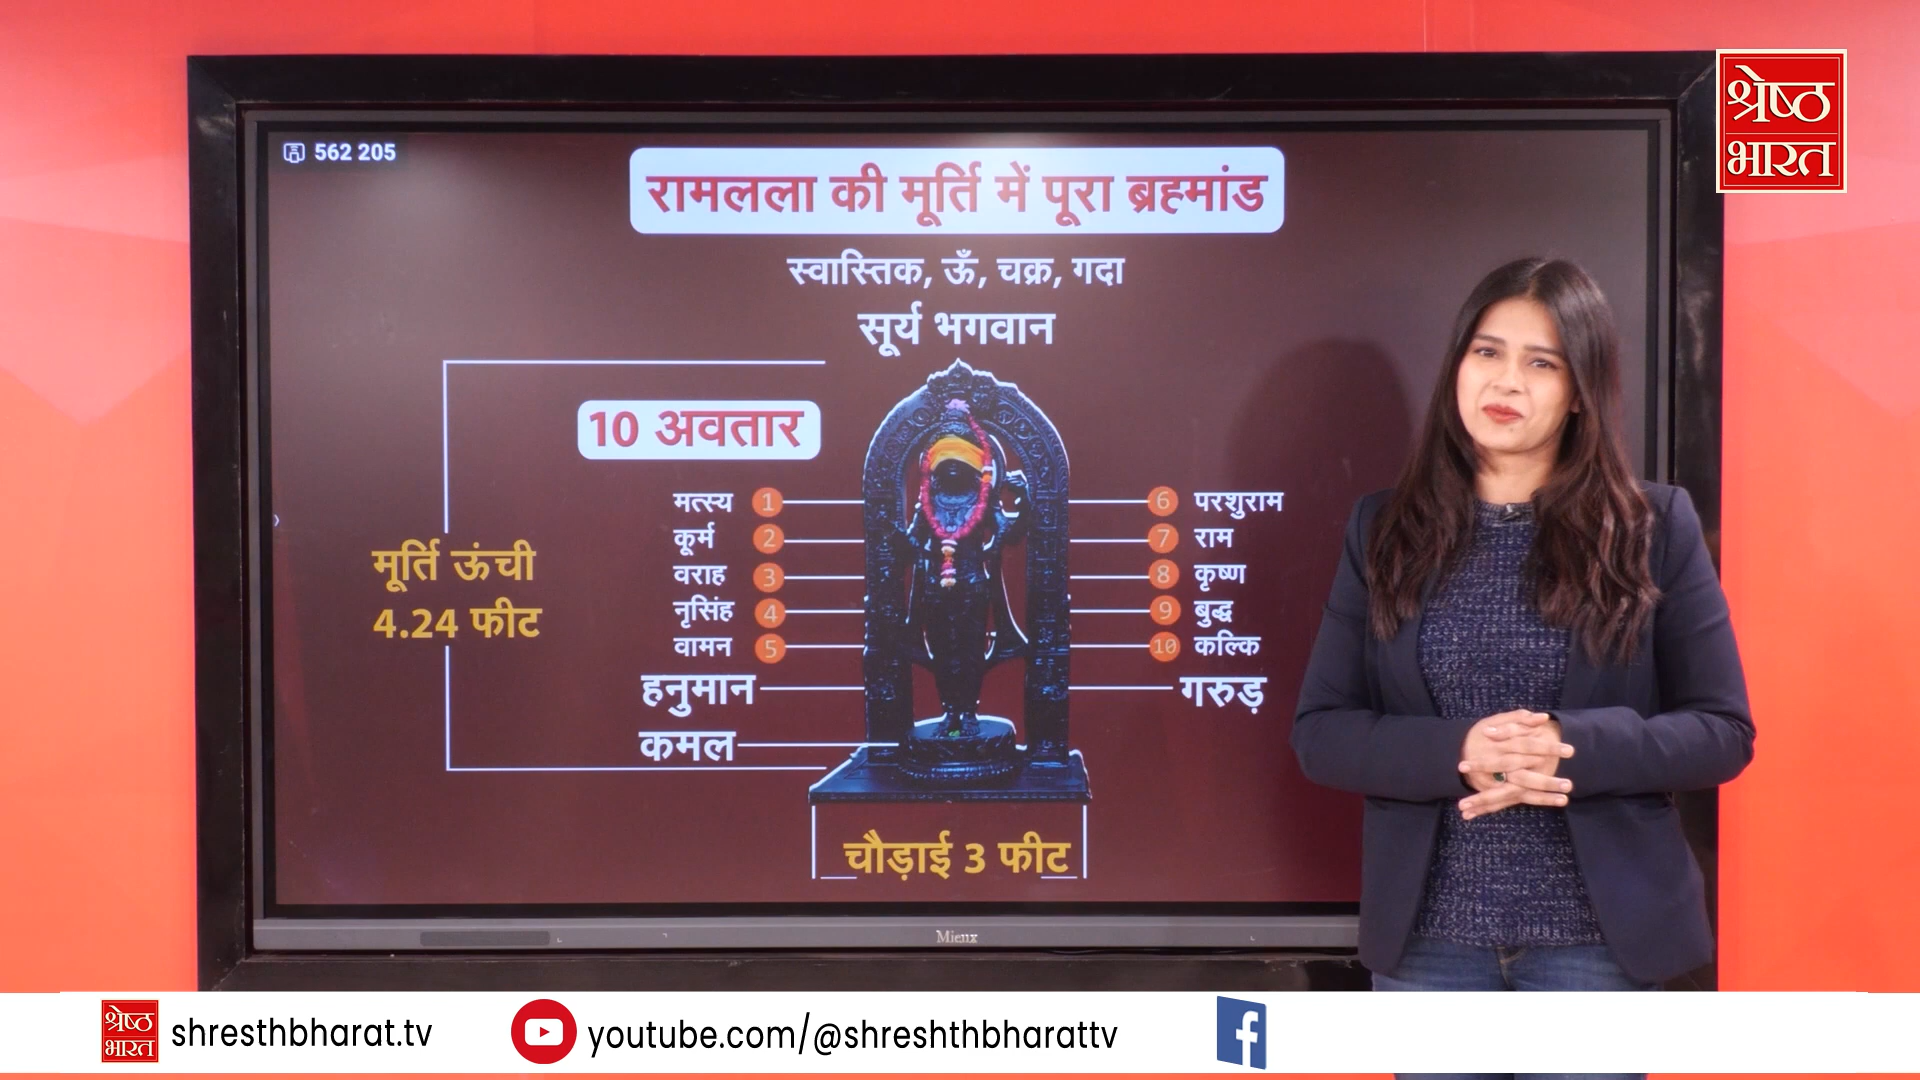 562 205
श्रेष्ठ
भारत
रामलला की मूर्ति में पूरा ब्रह्मांड
स्वास्तिक, ऊँ, चक्र, गदा
सूर्य भगवान
10 अवतार
मत्स्य 1
कूर्म 2
वराह 3
नृसिंह 4
वामन 5
6 परशुराम
7 राम
8 कृष्ण
9 बुद्ध
10 कल्कि
हनुमान
गरुड़
कमल
मूर्ति ऊंची
4.24 फीट
चौड़ाई 3 फीट
Mieux
श्रेष्ठ
भारत
shresthbharat.tv
youtube.com/@shreshthbharattv